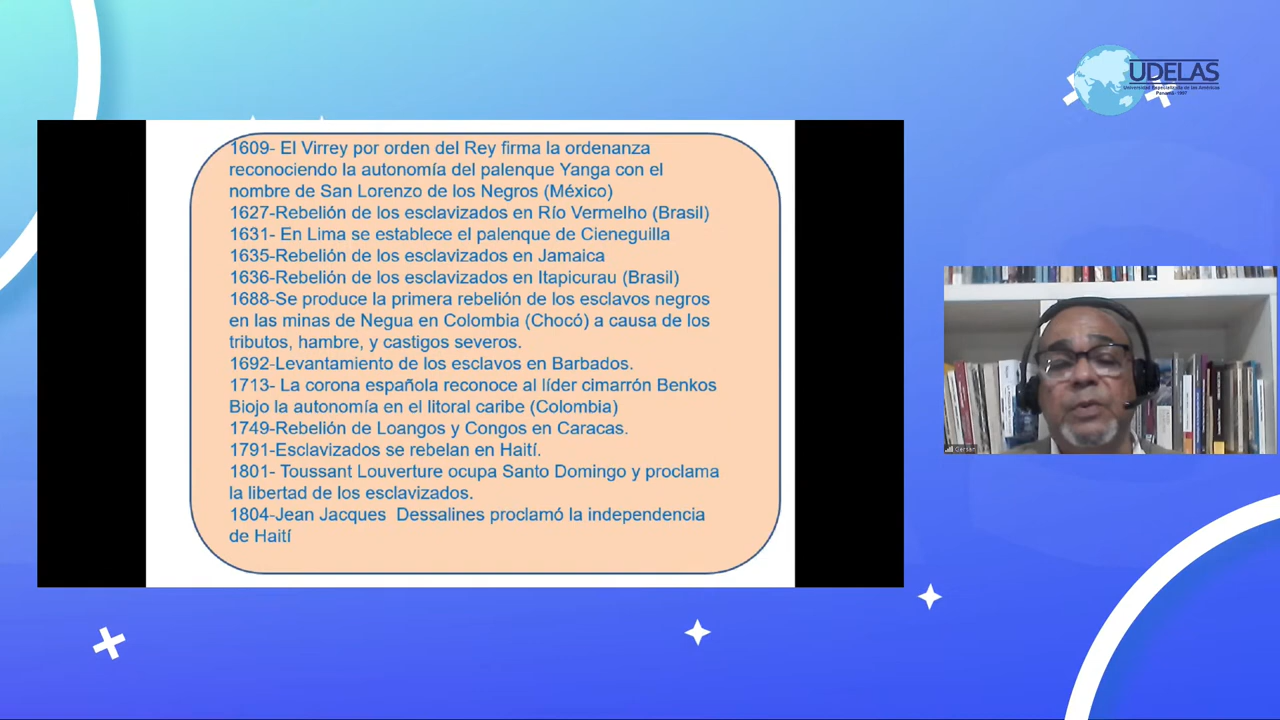 UDELAS
Universidad Especializada de las Américas
Panamá - 1997
1609- El Virrey por orden del Rey firma la ordenanza
reconociendo la autonomía del palenque Yanga con el
nombre de San Lorenzo de los Negros (México)
1627-Rebelión de los esclavizados en Río Vermelho (Brasil)
1631- En Lima se establece el palenque de Cieneguilla
1635-Rebelión de los esclavizados en Jamaica
1636-Rebelión de los esclavizados en Itapicurau (Brasil)
1688-Se produce la primera rebelión de los esclavos negros
en las minas de Negua en Colombia (Chocó) a causa de los
tributos, hambre, y castigos severos.
1692-Levantamiento de los esclavos en Barbados.
1713- La corona española reconoce al líder cimarrón Benkos
Biojo la autonomía en el litoral caribe (Colombia)
1749-Rebelión de Loangos y Congos en Caracas.
1791-Esclavizados se rebelan en Haití.
1801- Toussant Louverture ocupa Santo Domingo y proclama
la libertad de los esclavizados.
1804-Jean Jacques  Dessalines proclamó la independencia
de Haití